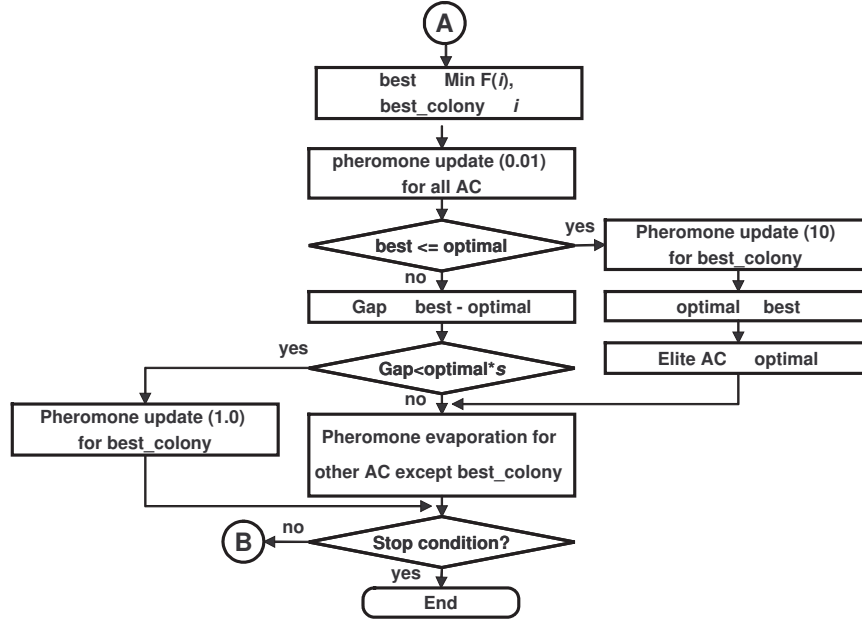 A
best Min F(i),
best_colony i
pheromone update (0.01)
for all AC
best <= optimal
yes
Pheromone update (10)
for best_colony
no
Gap best - optimal
optimal best
yes
Gap<optimal*s
Elite AC optimal
no
Pheromone update (1.0)
for best_colony
Pheromone evaporation for
other AC except best_colony
B
no
Stop condition?
yes
End